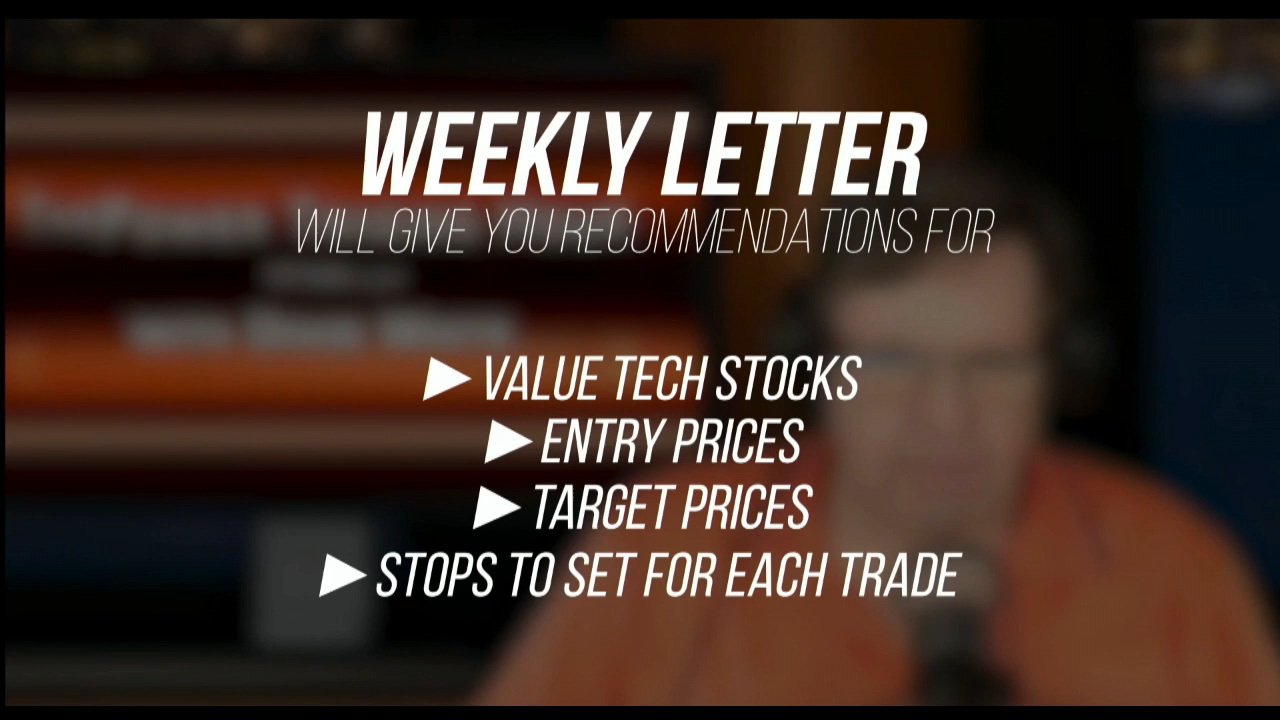 WEEKLY LETTER
WILL GIVE YOU RECOMMENDATIONS FOR
▶ VALUE TECH STOCKS
▶ ENTRY PRICES
▶ TARGET PRICES
▶ STOPS TO SET FOR EACH TRADE